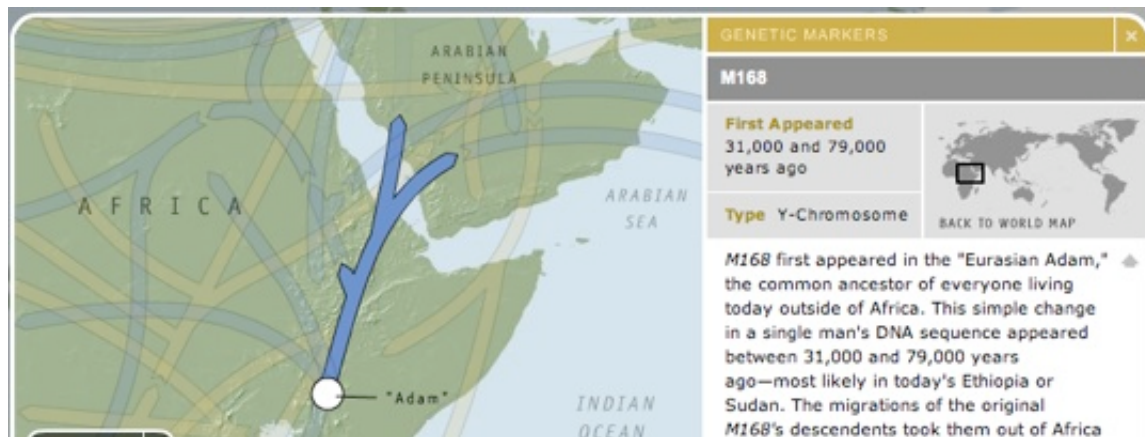 ARABIAN
PENINSULA
AFRICA
ARABIAN
SEA
"Adam"
INDIAN
OCEAN
GENETIC MARKERS
M168
First Appeared
31,000 and 79,000
years ago
Type Y-Chromosome
BACK TO WORLD MAP
M168 first appeared in the "Eurasian Adam,"
the common ancestor of everyone living
today outside of Africa. This simple change
in a single man's DNA sequence appeared
between 31,000 and 79,000 years
ago—most likely in today's Ethiopia or
Sudan. The migrations of the original
M168's descendents took them out of Africa